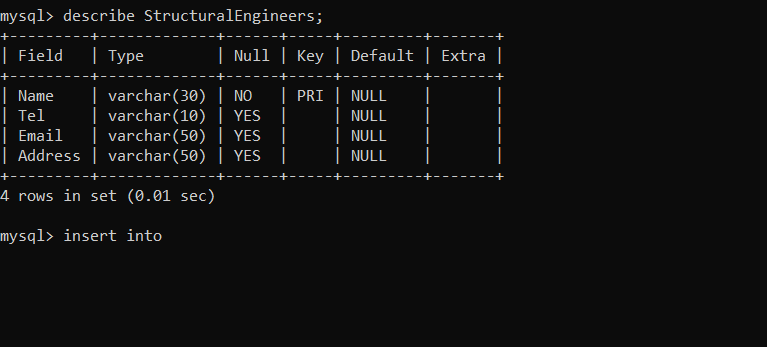 mysql> describe StructuralEngineers;
+---------+-------------+------+-----+---------+-------+
| Field   | Type        | Null | Key | Default | Extra |
+---------+-------------+------+-----+---------+-------+
| Name    | varchar(30) | NO   | PRI | NULL    |       |
| Tel     | varchar(10) | YES  |     | NULL    |       |
| Email   | varchar(50) | YES  |     | NULL    |       |
| Address | varchar(50) | YES  |     | NULL    |       |
+---------+-------------+------+-----+---------+-------+
4 rows in set (0.01 sec)
mysql> insert into